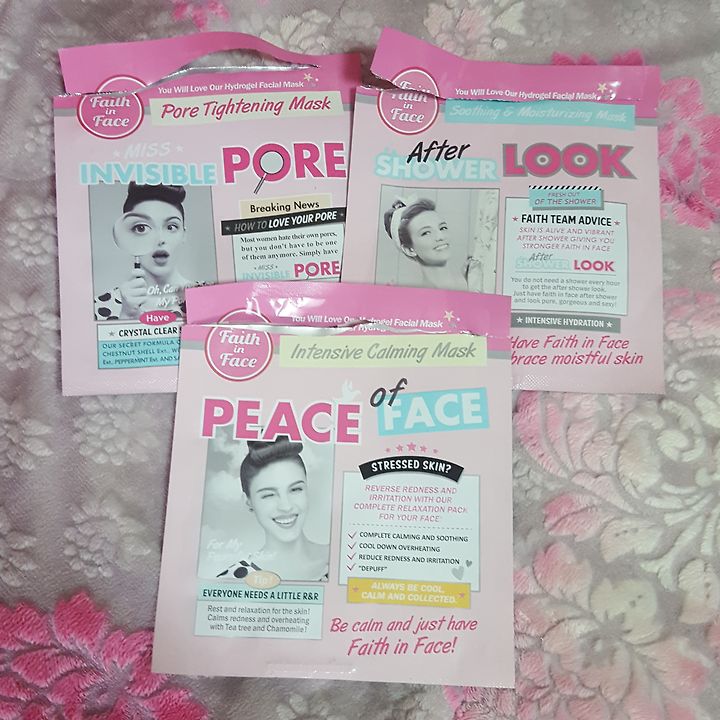 You Will Love Our Hydrogel Facial Mask
Faith
in
Face
Pore Tightening Mask
MISS
INVISIBLE PORE
Breaking News
HOW TO LOVE YOUR PORE
Most women hate their own pores,
but you don't have to be one
of them anymore. Simply have
MISS
INVISIBLE PORE
Have
CRYSTAL CLEAR
OUR SECRET FORMULA
CHESTNUT SHELL EXT.,
EXT., PEPPERMINT EXT. AND
You Will Love Our Hydrogel Facial Mask
Faith
in
Face
Soothing & Moisturizing Mask
After
SHOWER LOOK
FRESH OUT
OF THE SHOWER
FAITH TEAM ADVICE
SKIN IS ALIVE AND VIBRANT
AFTER SHOWER GIVING YOU
STRONGER FAITH IN FACE
After
SHOWER LOOK
You do not need a shower every hour
to get the after shower look.
Just have faith in face after shower
and look pure, gorgeous and sexy!
INTENSIVE HYDRATION
Have Faith in Face
brace moistful skin
You Will Love Our Hydrogel Facial Mask
Faith
in
Face
Intensive Calming Mask
PEACE of FACE
STRESSED SKIN?
REVERSE REDNESS AND
IRRITATION WITH OUR
COMPLETE RELAXATION PACK
FOR YOUR FACE
COMPLETE CALMING AND SOOTHING
COOL DOWN OVERHEATING
REDUCE REDNESS AND IRRITATION
"DEPUFF"
ALWAYS BE COOL,
CALM AND COLLECTED.
For My
Tip!
EVERYONE NEEDS A LITTLE R&R
Rest and relaxation for the skin!
Calms redness and overheating
with Tea tree and Chamomile!
Be calm and just have
Faith in Face!